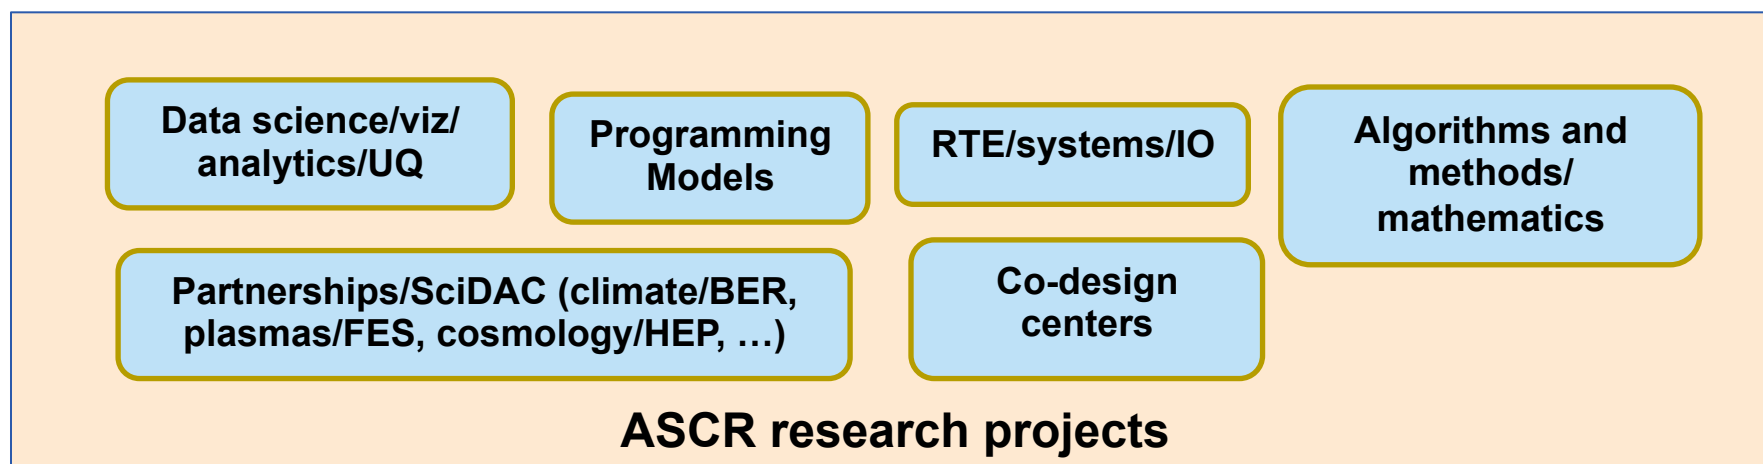 Data science/viz/
analytics/UQ
Programming
Models
RTE/systems/IO
Algorithms and
methods/
mathematics
Partnerships/SciDAC (climate/BER,
plasmas/FES, cosmology/HEP, …)
Co-design
centers
ASCR research projects